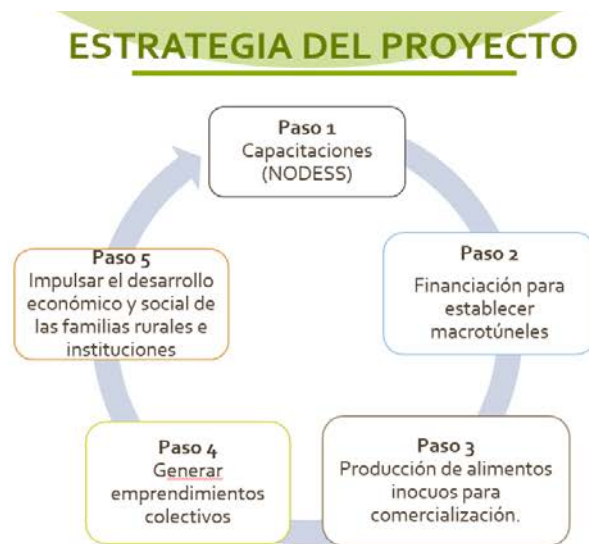 ESTRATEGIA DEL PROYECTO
Paso 1
Capacitaciones
(NODESS)
Paso 2
Financiación para
establecer
macrotúneles
Paso 3
Producción de alimentos
inocuos para
comercialización.
Paso 4
Generar
emprendimientos
colectivos
Paso 5
Impulsar el desarrollo
económico y social de
las familias rurales e
instituciones